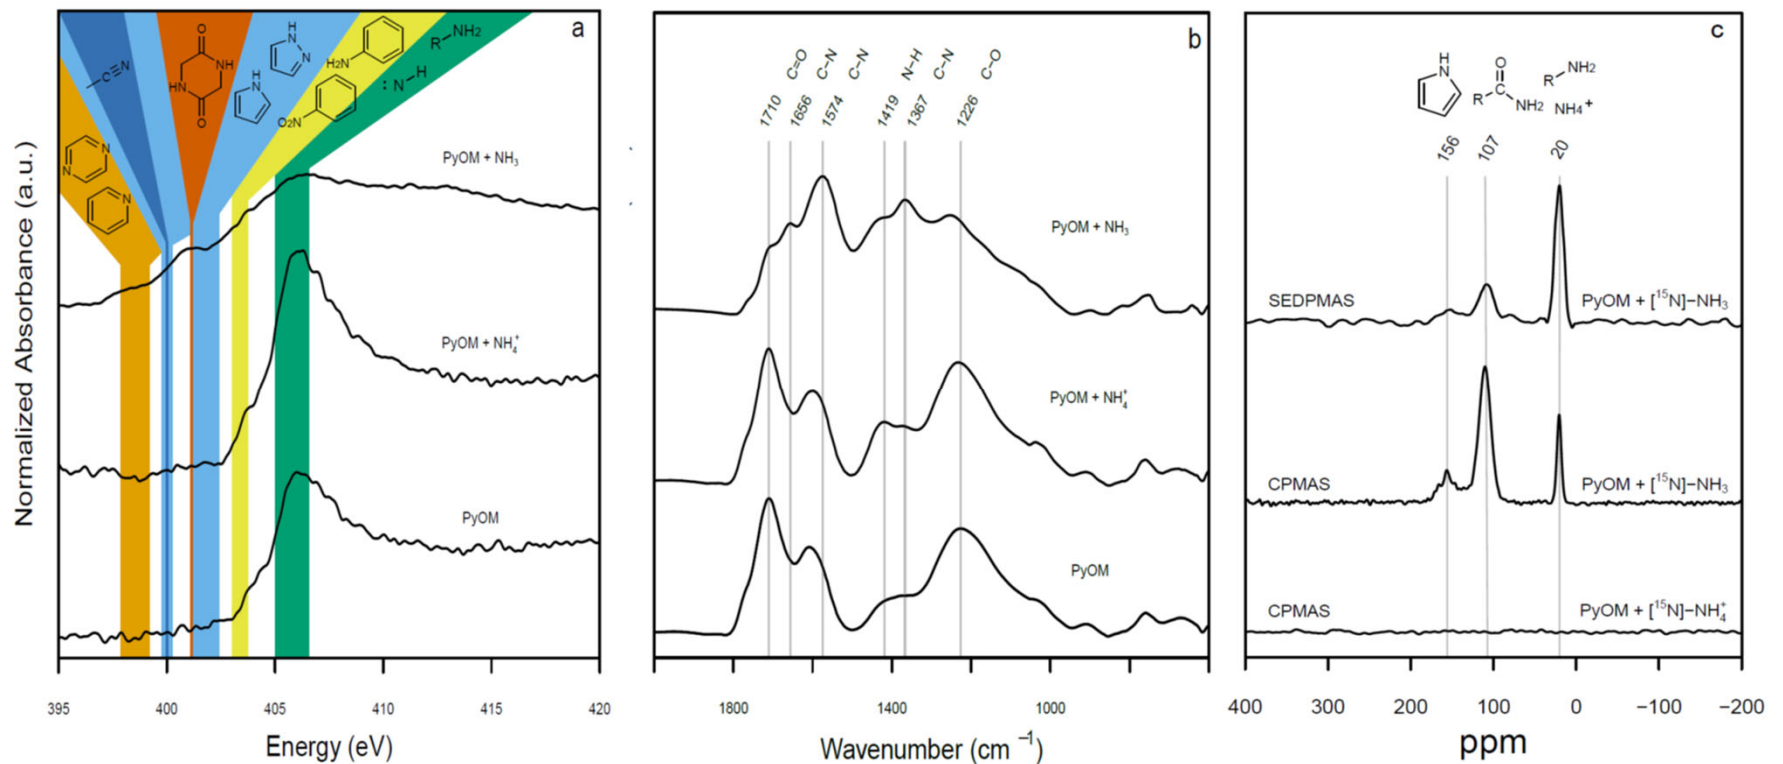 a
C≡N
O
NH
HN
O
H
N
N
H
N
H2N
R
NH2
:N
H
O2N
N
N
N
PyOM + NH3
PyOM + NH4+
PyOM
Normalized Absorbance (a.u.)
395 400 405 410 415 420
Energy (eV)
b
C=O C–N C–N N–H C–N C–O
1710 1656 1574 1419 1367 1226
PyOM + NH3
PyOM + NH4+
PyOM
1800 1400 1000
Wavenumber (cm −1)
c
H
N
O
C
R
NH2
R
NH2
NH4+
156 107 20
SEDPMAS PyOM + [15N]−NH3
CPMAS PyOM + [15N]−NH3
CPMAS PyOM + [15N]−NH4+
400 300 200 100 0 −100 −200
ppm